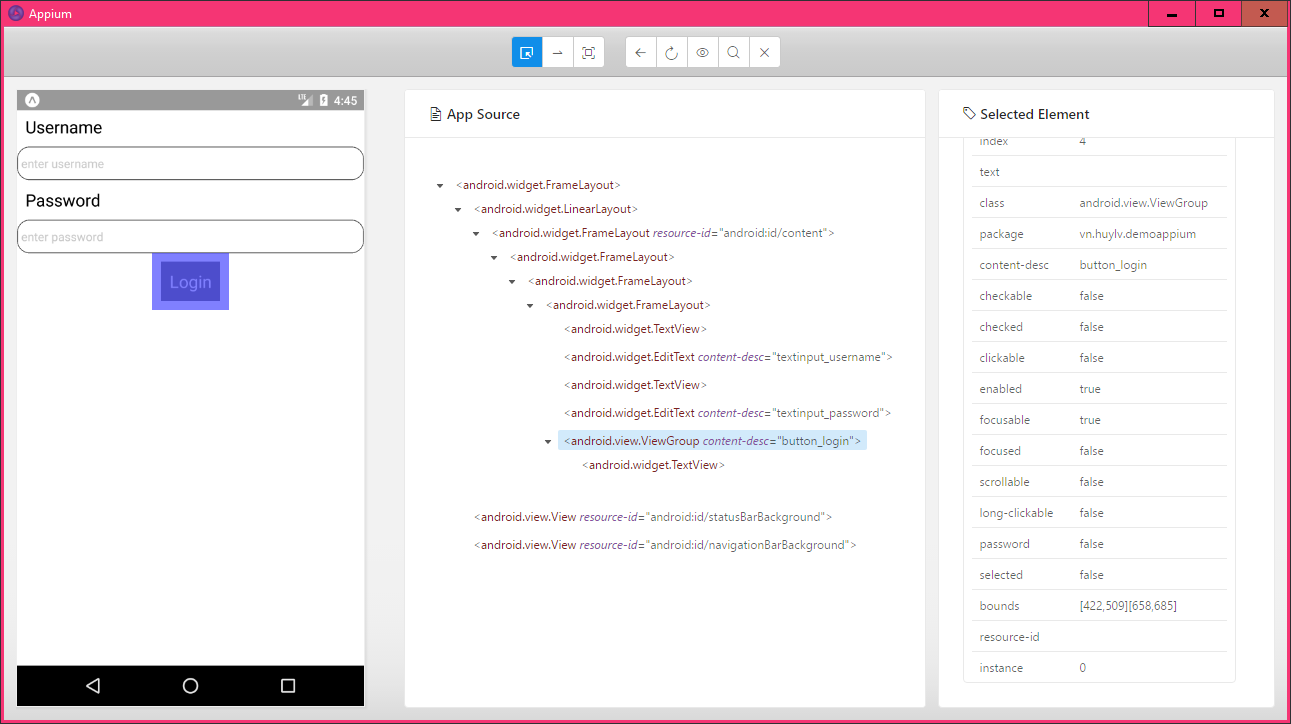 Appium
LTE 4:45
Username
enter username
Password
enter password
Login
App Source
<android.widget.FrameLayout>
<android.widget.LinearLayout>
<android.widget.FrameLayout resource-id="android:id/content">
<android.widget.FrameLayout>
<android.widget.FrameLayout>
<android.widget.FrameLayout>
<android.widget.TextView>
<android.widget.EditText content-desc="textinput_username">
<android.widget.TextView>
<android.widget.EditText content-desc="textinput_password">
<android.view.ViewGroup content-desc="button_login">
<android.widget.TextView>
<android.view.View resource-id="android:id/statusBarBackground">
<android.view.View resource-id="android:id/navigationBarBackground">
Selected Element
index 4
text
class android.view.ViewGroup
package vn.huylv.demoappium
content-desc button_login
checkable false
checked false
clickable false
enabled true
focusable true
focused false
scrollable false
long-clickable false
password false
selected false
bounds [422,509][658,685]
resource-id
instance 0